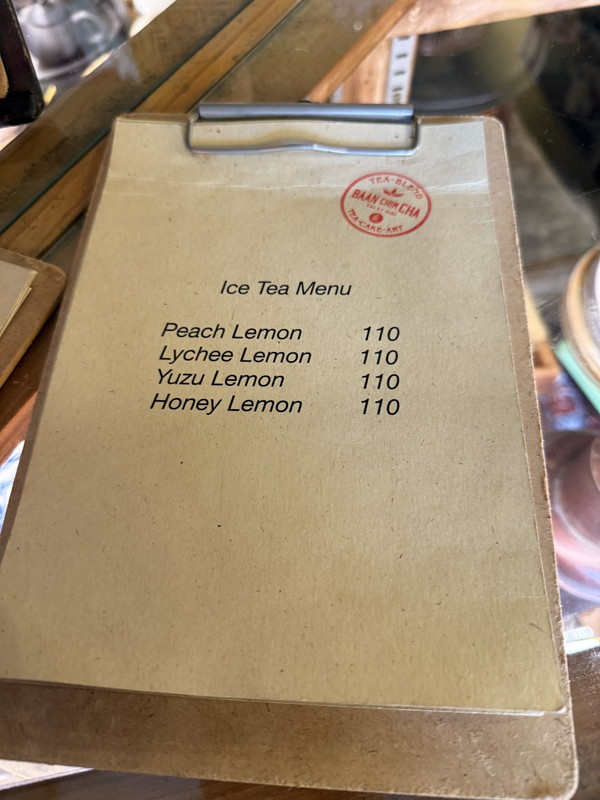 TEA-BLEND
BAAN CHIM CHA
TEA-CAKE-ART
Ice Tea Menu
Peach Lemon 110
Lychee Lemon 110
Yuzu Lemon 110
Honey Lemon 110